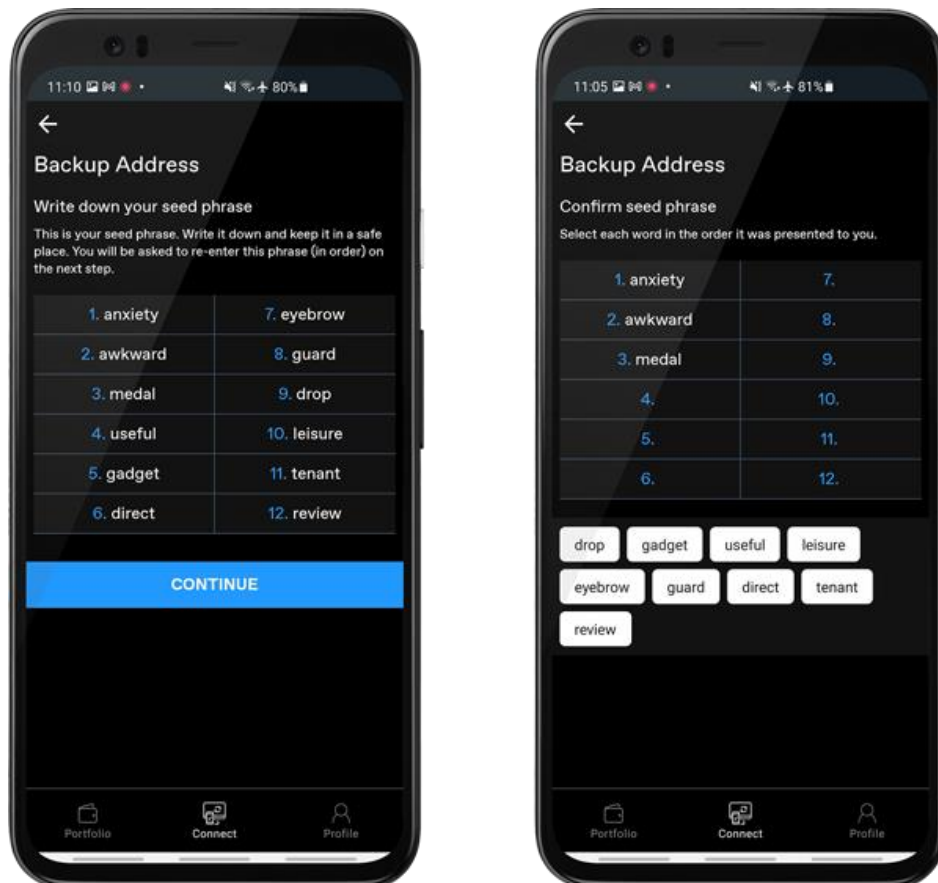 11:10 80%
Backup Address
Write down your seed phrase
This is your seed phrase. Write it down and keep it in a safe
place. You will be asked to re-enter this phrase (in order) on
the next step.
1. anxiety 7. eyebrow
2. awkward 8. guard
3. medal 9. drop
4. useful 10. leisure
5. gadget 11. tenant
6. direct 12. review
CONTINUE
Portfolio Connect Profile
11:05 81%
Backup Address
Confirm seed phrase
Select each word in the order it was presented to you.
1. anxiety 7.
2. awkward 8.
3. medal 9.
4. 10.
5. 11.
6. 12.
drop gadget useful leisure
eyebrow guard direct tenant
review
Portfolio Connect Profile